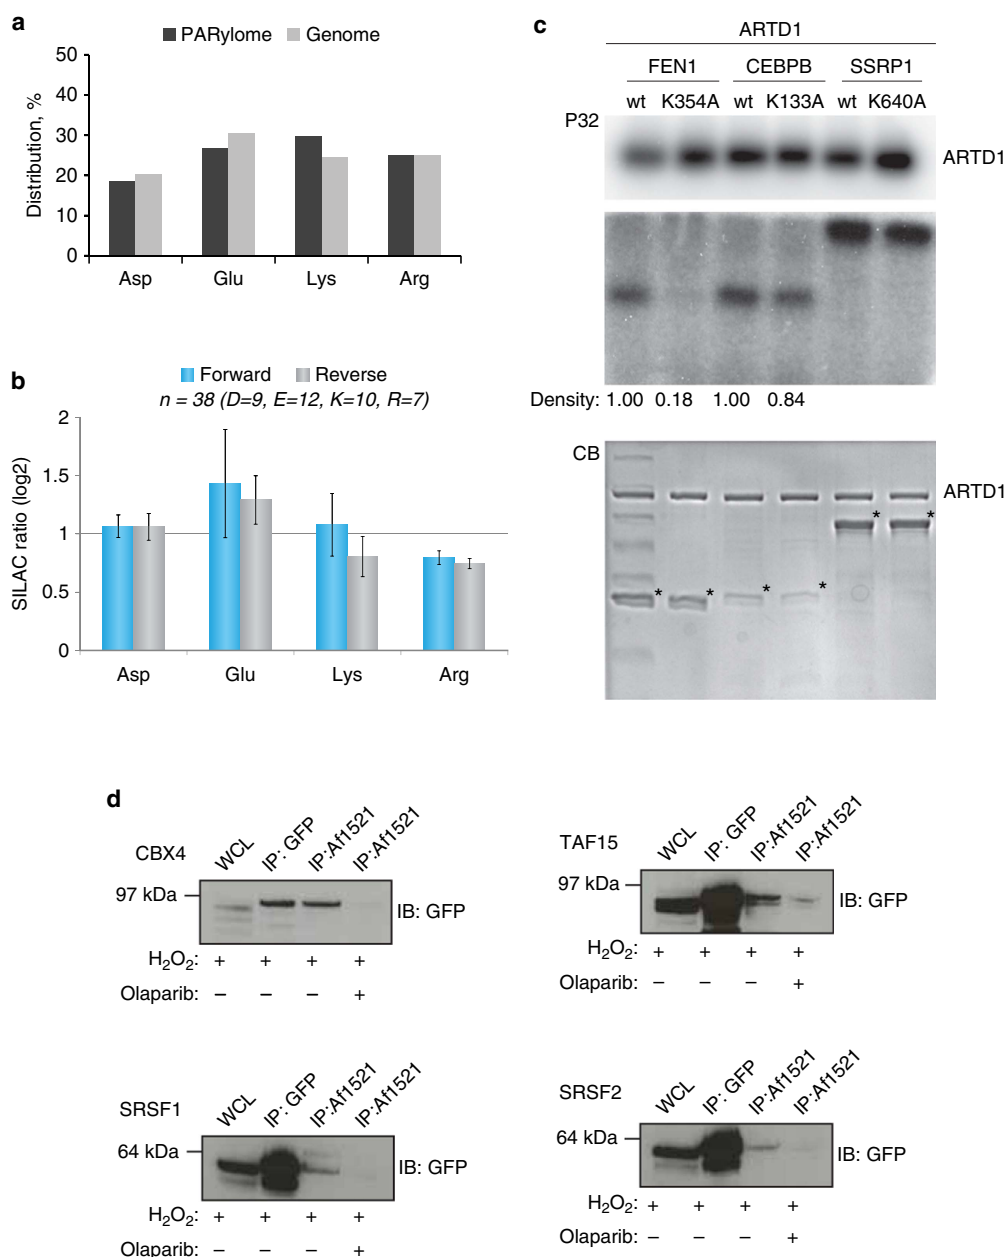 a
PARylome Genome
50
40
30
20
10
0
Distribution, %
Asp Glu Lys Arg
b
Forward Reverse
n = 38 (D=9, E=12, K=10, R=7)
2
1.5
1
0.5
0
SILAC ratio (log2)
Asp Glu Lys Arg
c
ARTD1
FEN1 CEBPB SSRP1
wt K354A wt K133A wt K640A
P32
ARTD1
Density: 1.00 0.18 1.00 0.84
CB
ARTD1
* * * * * *
d
CBX4 WCL IP: GFP IP:Af1521 IP:Af1521
97 kDa
IB: GFP
H2O2: + + + +
Olaparib: – – – +
TAF15 WCL IP: GFP IP:Af1521 IP:Af1521
97 kDa
IB: GFP
H2O2: + + + +
Olaparib: – – – +
SRSF1 WCL IP: GFP IP:Af1521 IP:Af1521
64 kDa
IB: GFP
H2O2: + + + +
Olaparib: – – – +
SRSF2 WCL IP: GFP IP:Af1521 IP:Af1521
64 kDa
IB: GFP
H2O2: + + + +
Olaparib: – – – +